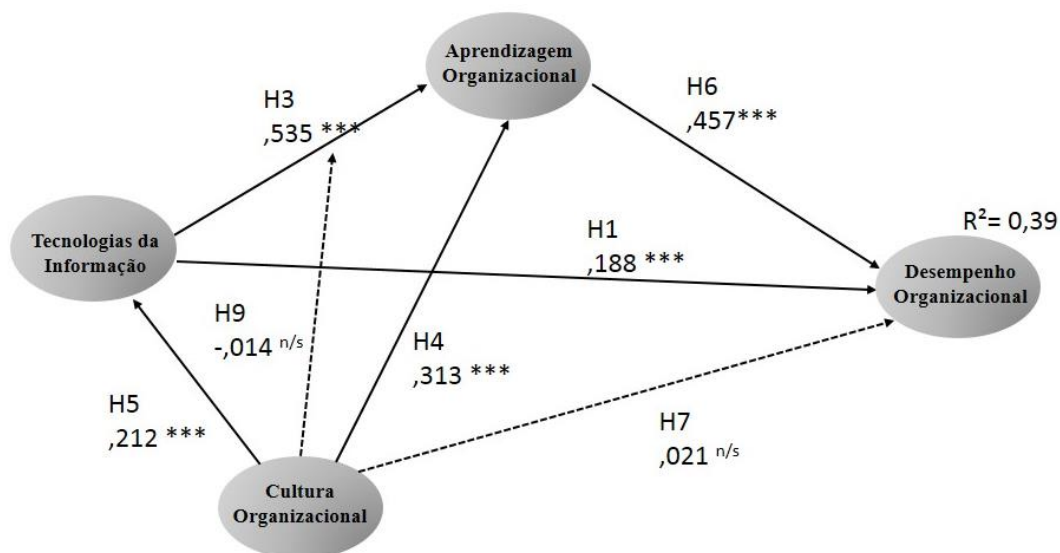 Aprendizagem
Organizacional
H3
,535 ***
H6
,457***
Tecnologias da
Informação
H1
,188 ***
R²= 0,39
Desempenho
Organizacional
H9
-,014 n/s
H4
,313 ***
H5
,212 ***
H7
,021 n/s
Cultura
Organizacional